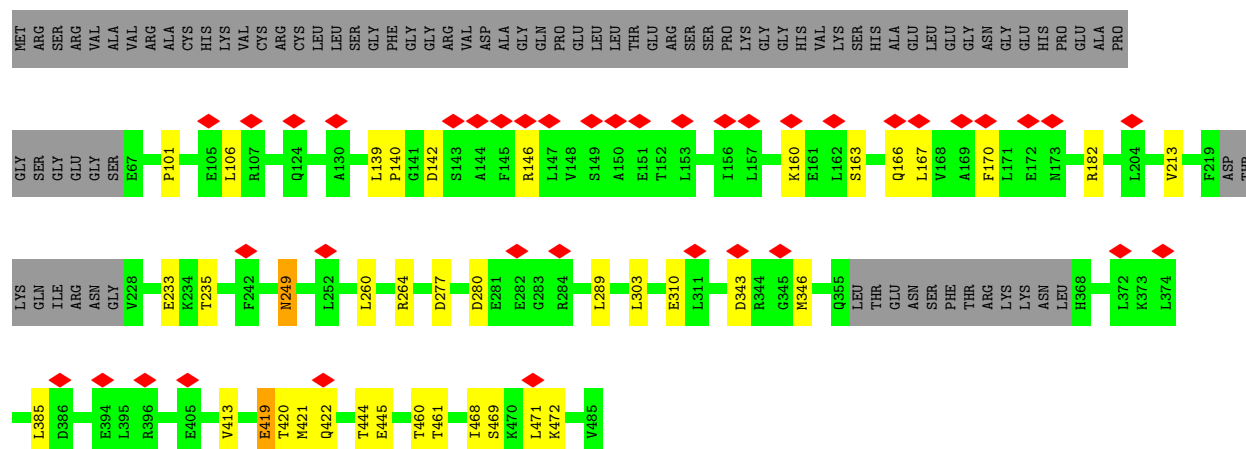 MET ARG SER ARG VAL ALA VAL ARG ALA CYS HIS LYS VAL CYS ARG CYS LEU LEU SER GLY PHE GLY GLY ARG VAL ASP ALA GLY GLN PRO GLU LEU LEU THR GLU ARG SER SER PRO LYS GLY GLY HIS VAL LYS SER HIS ALA GLU LEU GLU GLY ASN GLY GLU HIS PRO GLU ALA PRO
GLY SER GLY GLU GLY SER E67 P101 E105 L106 R107 Q124 A130 L139 P140 G141 D142 S143 A144 F145 R146 L147 V148 S149 A150 E151 T152 L153 I156 L157 K160 E161 L162 S163 Q166 L167 V168 A169 F170 L171 E172 N173 R182 L204 V213 F219 ASP THR
LYS GLN ILE ARG ASN GLY V228 E233 K234 T235 F242 N249 L252 L260 R264 D277 D280 E281 E282 G283 R284 L289 L303 E310 L311 D343 R344 G345 M346 Q355 LEU THR GLU ASN SER PHE THR ARG LYS LYS ASN LEU H368 L372 K373 L374
L385 D386 E394 L395 R396 E405 V413 E419 T420 M421 Q422 T444 E445 T460 T461 I468 S469 K470 L471 K472 V485